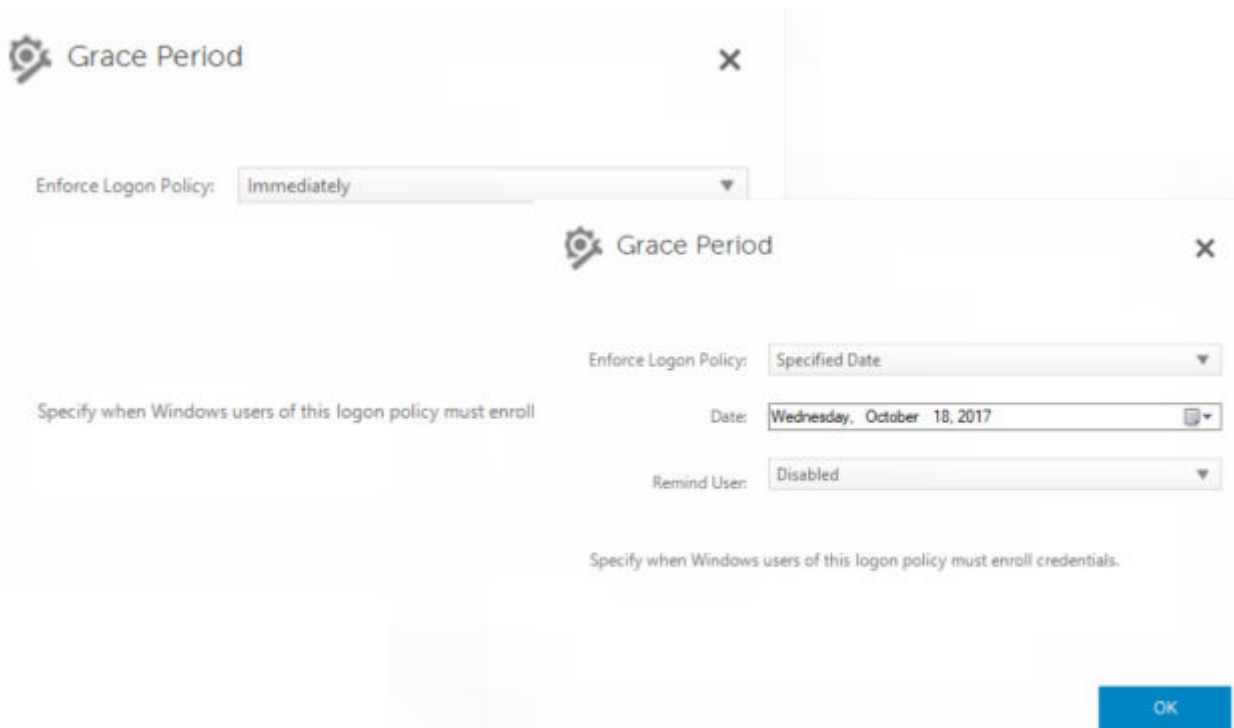 Grace Period
Enforce Logon Policy: Immediately
Specify when Windows users of this logon policy must enroll
Grace Period
Enforce Logon Policy: Specified Date
Date: Wednesday, October 18, 2017
Remind User: Disabled
Specify when Windows users of this logon policy must enroll credentials.
OK